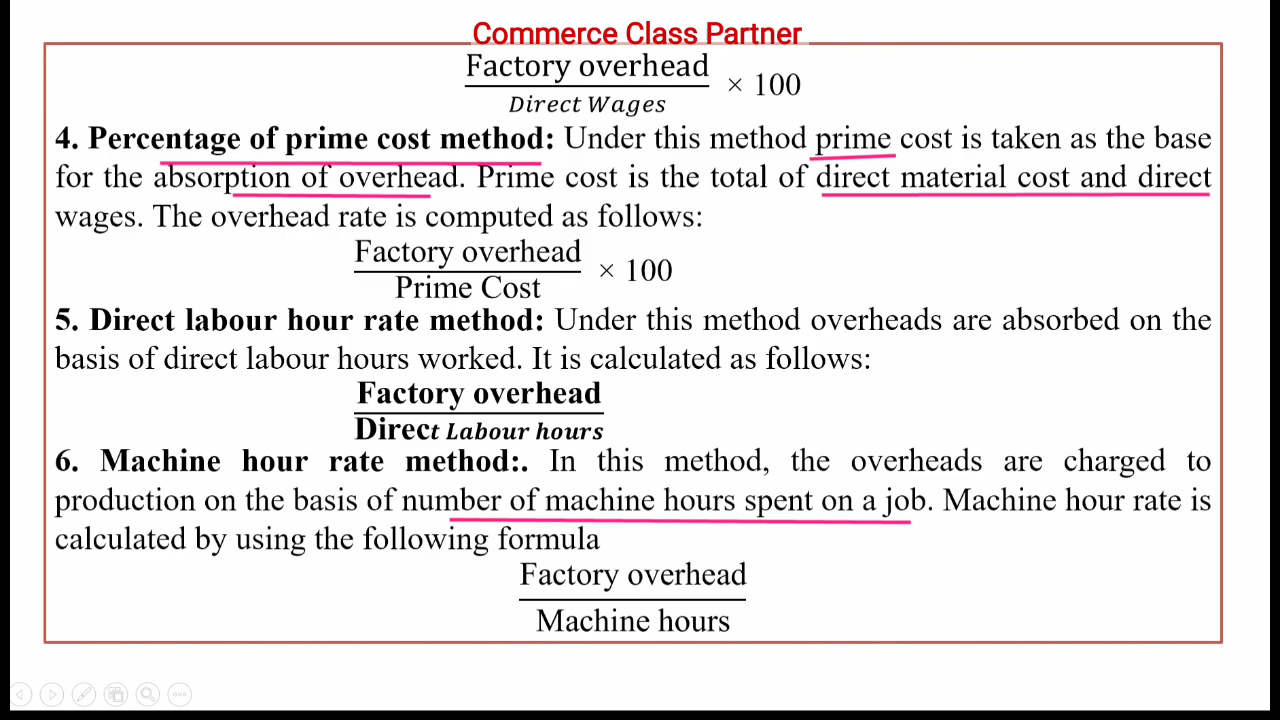 Commerce Class Partner
Factory overhead
Direct Wages
× 100
4. Percentage of prime cost method: Under this method prime cost is taken as the base
for the absorption of overhead. Prime cost is the total of direct material cost and direct
wages. The overhead rate is computed as follows:
Factory overhead
Prime Cost
× 100
5. Direct labour hour rate method: Under this method overheads are absorbed on the
basis of direct labour hours worked. It is calculated as follows:
Factory overhead
Direct Labour hours
6. Machine hour rate method:. In this method, the overheads are charged to
production on the basis of number of machine hours spent on a job. Machine hour rate is
calculated by using the following formula
Factory overhead
Machine hours